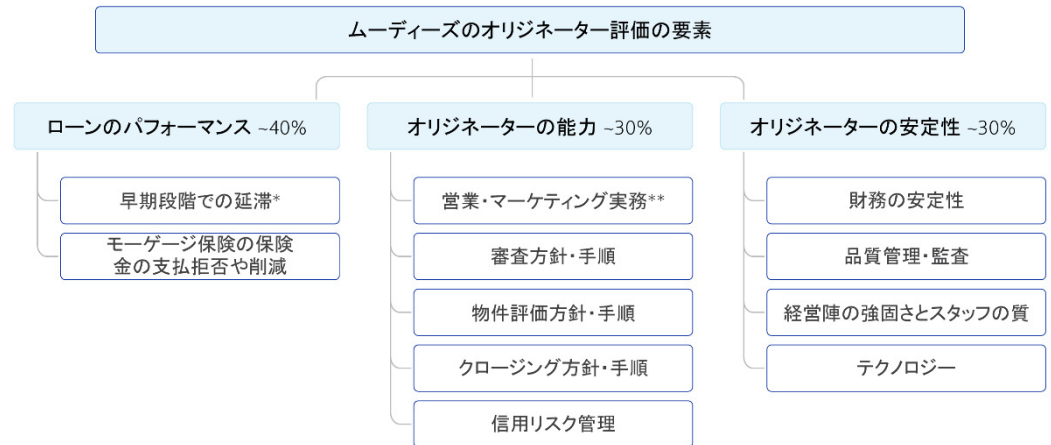 ムーディーズのオリジネーター評価の要素
ローンのパフォーマンス ~40%
早期段階での延滞*
モーゲージ保険の保険
金の支払拒否や削減
オリジネーターの能力 ~30%
営業・マーケティング実務**
審査方針・手順
物件評価方針・手順
クロージング方針・手順
信用リスク管理
オリジネーターの安定性 ~30%
財務の安定性
品質管理・監査
経営陣の強固さとスタッフの質
テクノロジー